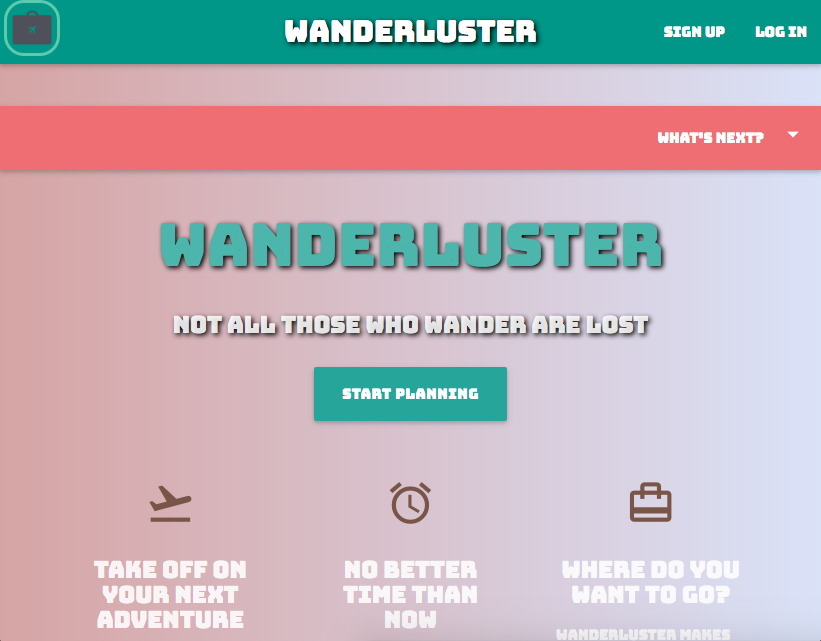 WANDERLUSTER
SIGN UP
LOG IN
WHAT'S NEXT?
WANDERLUSTER
NOT ALL THOSE WHO WANDER ARE LOST
START PLANNING
TAKE OFF ON
YOUR NEXT
ADVENTURE
NO BETTER
TIME THAN
NOW
WHERE DO YOU
WANT TO GO?
WANDERLUSTER MAKES